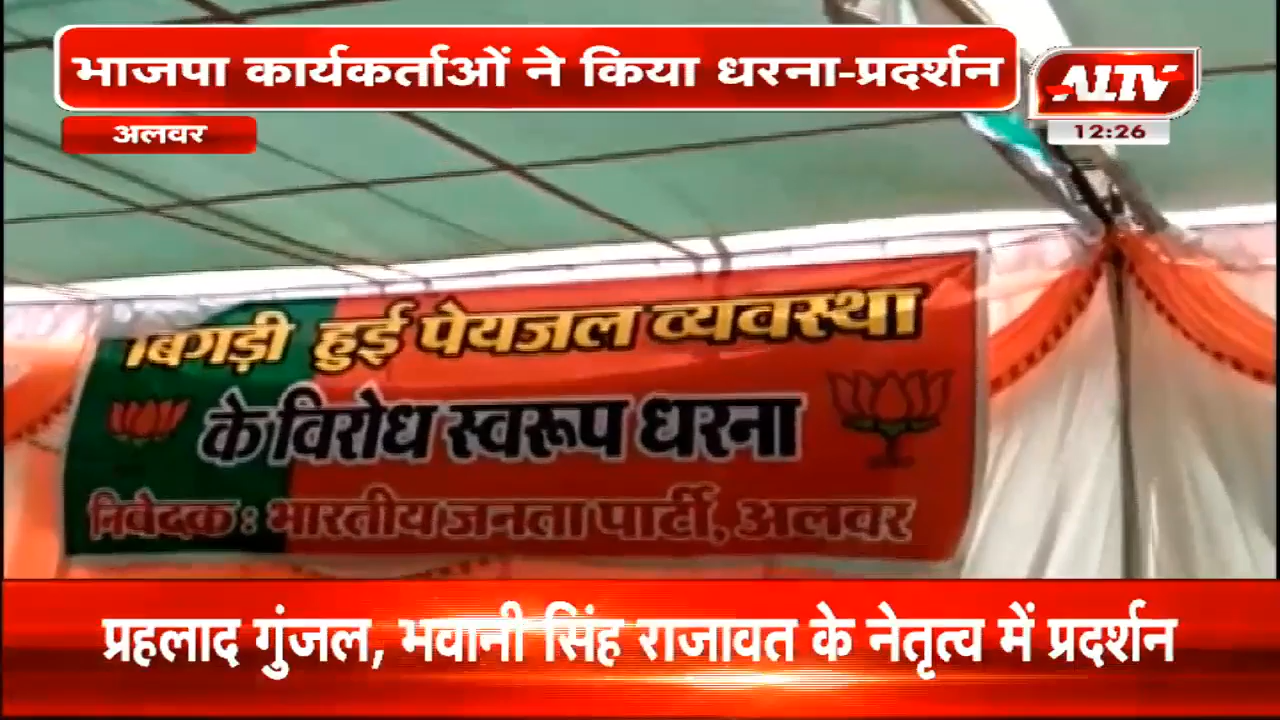 भाजपा कार्यकर्ताओं ने किया धरना-प्रदर्शन
ALTV
अलवर
12:26
बिगड़ी हुई पेयजल व्यवस्था
के विरोध स्वरूप धरना
निवेदक : भारतीय जनता पार्टी, अलवर
प्रहलाद गुंजल, भवानी सिंह राजावत के नेतृत्व में प्रदर्शन